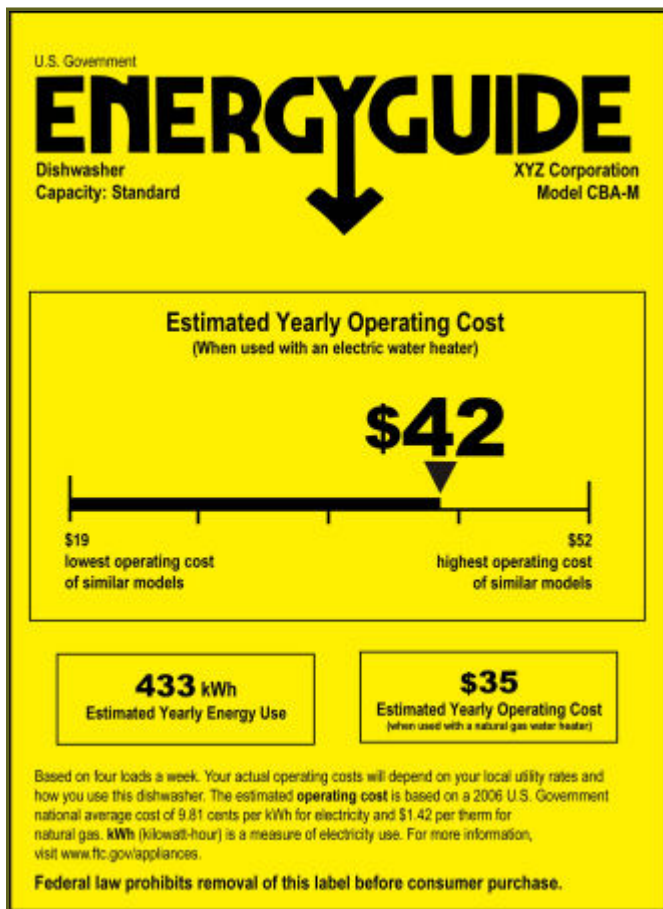 U.S. Government
ENERGYGUIDE
Dishwasher
Capacity: Standard
XYZ Corporation
Model CBA-M
Estimated Yearly Operating Cost
(When used with an electric water heater)
$42
$19
lowest operating cost
of similar models
$52
highest operating cost
of similar models
433 kWh
Estimated Yearly Energy Use
$35
Estimated Yearly Operating Cost
(when used with a natural gas water heater)
Based on four loads a week. Your actual operating costs will depend on your local utility rates and
how you use this dishwasher. The estimated operating cost is based on a 2006 U.S. Government
national average cost of 9.81 cents per kWh for electricity and $1.42 per therm for
natural gas. kWh (kilowatt-hour) is a measure of electricity use. For more information,
visit www.ftc.gov/appliances.
Federal law prohibits removal of this label before consumer purchase.